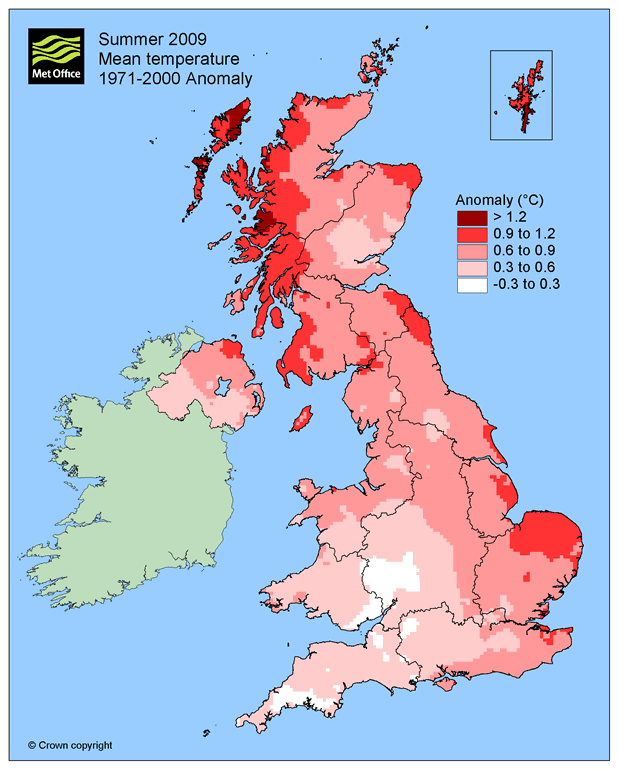 Met Office
Summer 2009
Mean temperature
1971-2000 Anomaly
Anomaly (°C)
> 1.2
0.9 to 1.2
0.6 to 0.9
0.3 to 0.6
-0.3 to 0.3
© Crown copyright